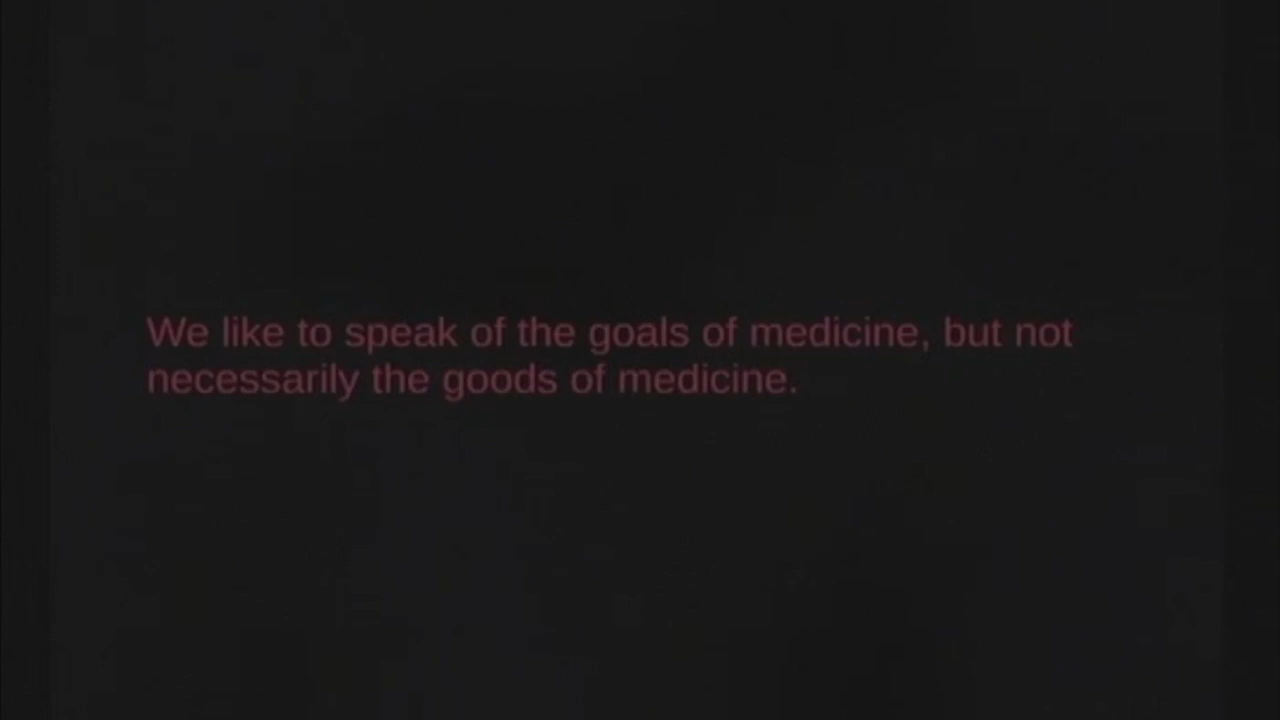 We like to speak of the goals of medicine, but not
necessarily the goods of medicine.